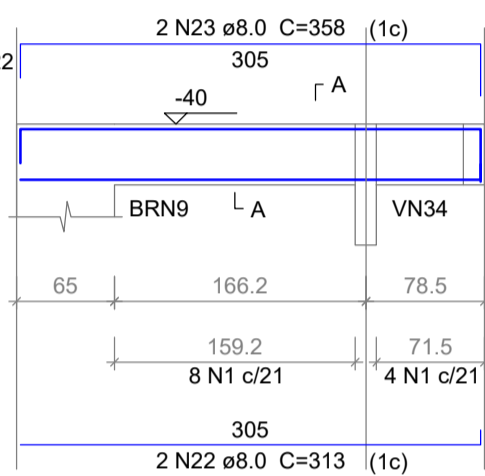 2 N23 ø8.0 C=358 (1c)
305
A
-40
BRN9
A
VN34
65
166.2
78.5
159.2
71.5
8 N1 c/21
4 N1 c/21
305
2 N22 ø8.0 C=313 (1c)